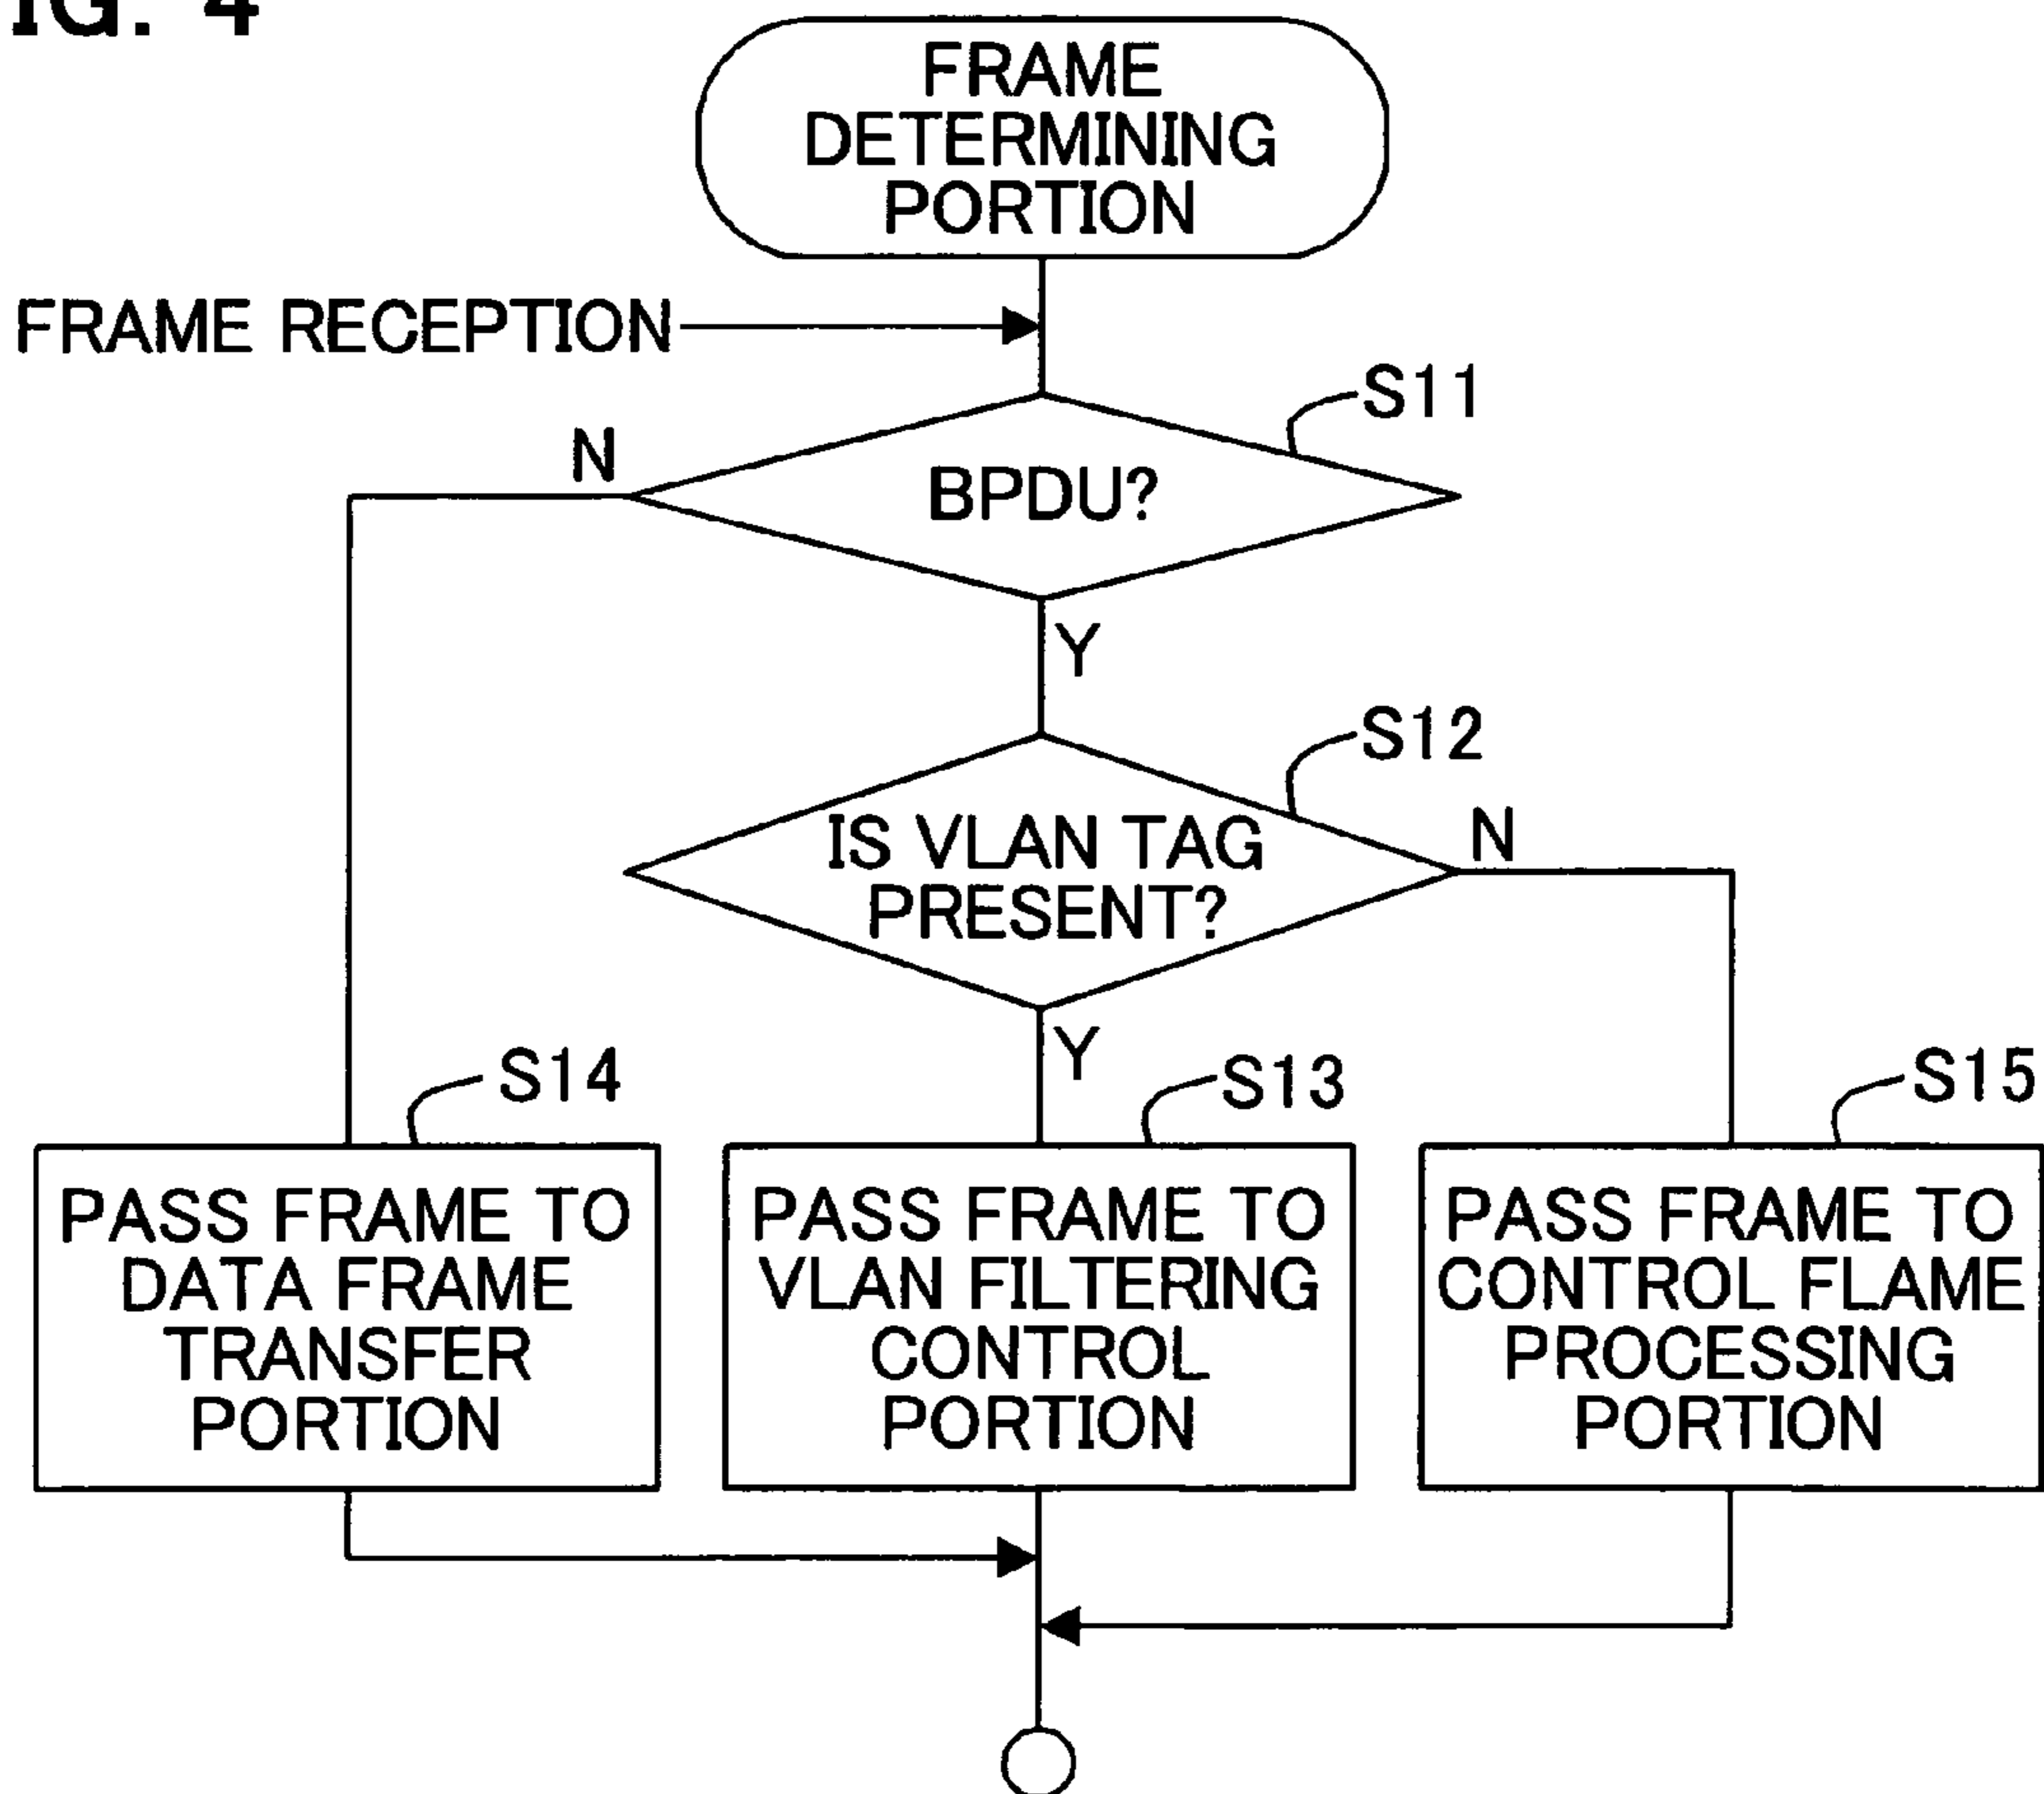 IG. 4
FRAME
DETERMINING
PORTION
FRAME RECEPTION
S11
N
BPDU?
Y
S12
IS VLAN TAG
PRESENT?
N
Y
S14
S13
S15
PASS FRAME TO
DATA FRAME
TRANSFER
PORTION
PASS FRAME TO
VLAN FILTERING
CONTROL
PORTION
PASS FRAME TO
CONTROL FLAME
PROCESSING
PORTION